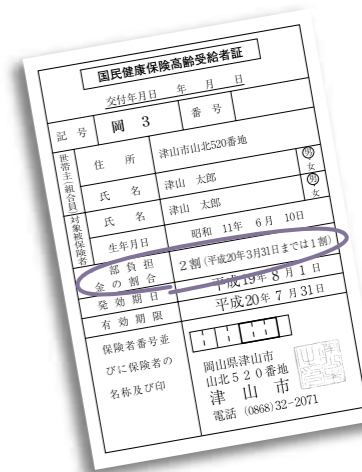 国民健康保険高齢受給者証
交付年月日 年 月 日
記号 岡 3 番号
世帯主(組合員) 住所 津山市山北520番地
氏名 津山 太郎 男 女
対象被保険者 氏名 津山 太郎 男 女
生年月日 昭和 11年 6月 10日
部負担
金の割合 2割(平成20年3月31日までは1割)
発効期日 平成19年8月1日
有効期限 平成20年7月31日
保険者番号並
びに保険者の
名称及び印
岡山県津山市
山北520番地
津山市
電話 (0868)32-2071